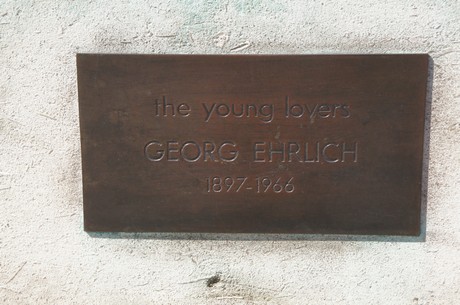 the young lovers
GEORG EHRLICH
1897-1966